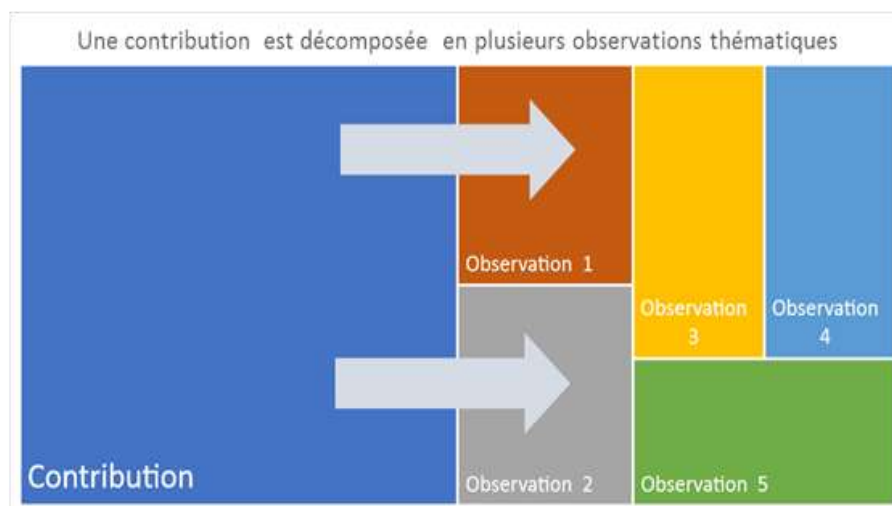 Une contribution est décomposée en plusieurs observations thématiques
Contribution
Observation 1
Observation 2
Observation
3
Observation
4
Observation 5